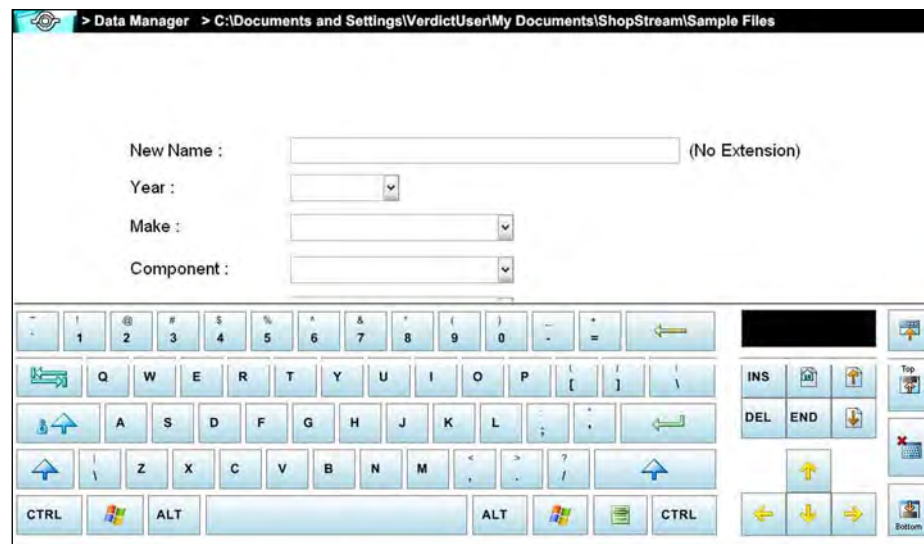 > Data Manager > C:\Documents and Settings\VerdictUser\My Documents\ShopStream\Sample Files
New Name : (No Extension)
Year :
Make :
Component :
~ ! @ # $ % ^ & * ( ) _ +
1 2 3 4 5 6 7 8 9 0 - =
Q W E R T Y U I O P [ ] \ INS Top
A S D F G H J K L : ; " ' DEL END
\ Z X C V B N M < , > . ? /
CTRL ALT ALT CTRL Bottom